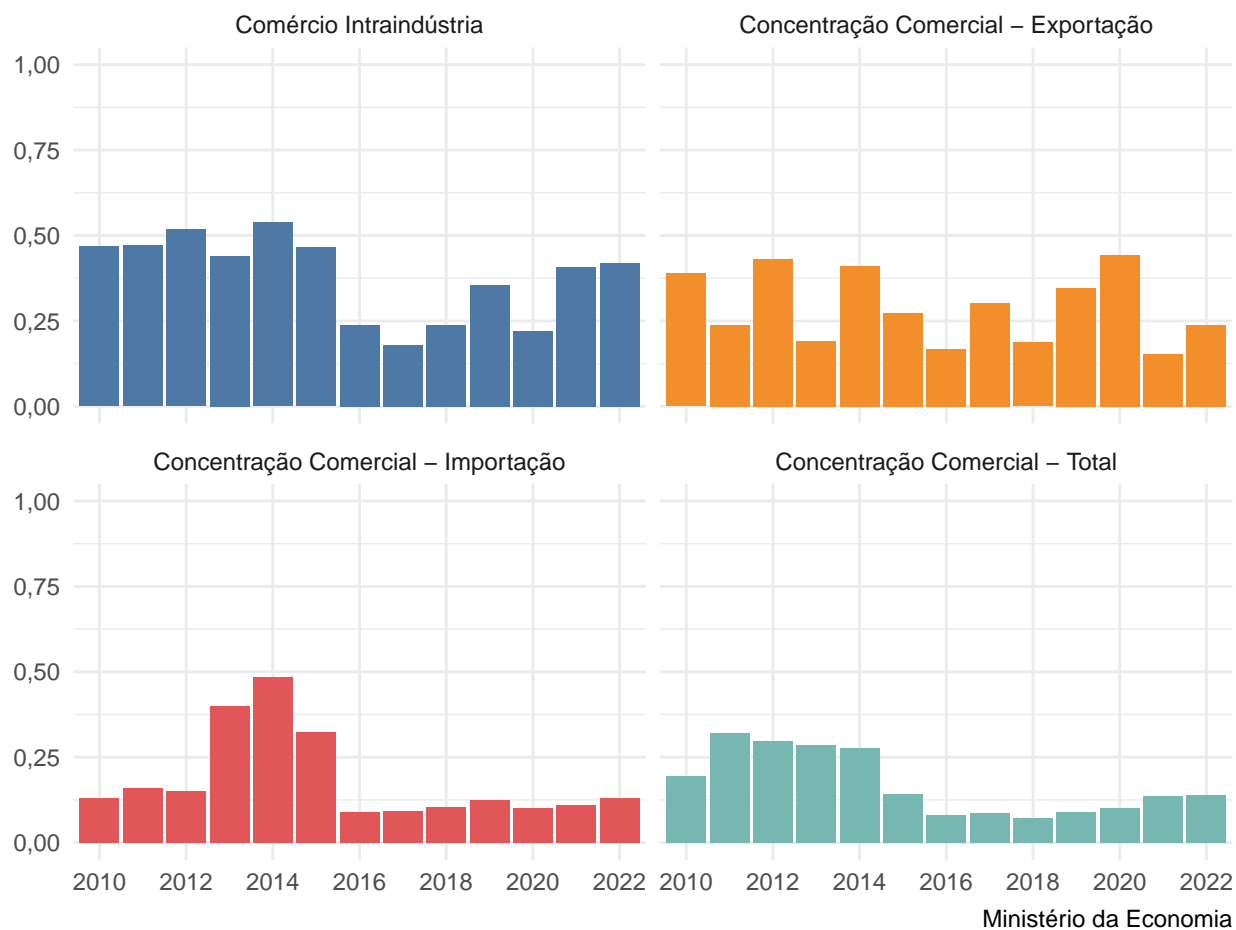 Comércio Intraindústria
Concentração Comercial – Exportação
1,00
0,75
0,50
0,25
0,00
Concentração Comercial – Importação
Concentração Comercial – Total
1,00
0,75
0,50
0,25
0,00
2010 2012 2014 2016 2018 2020 2022
2010 2012 2014 2016 2018 2020 2022
Ministério da Economia